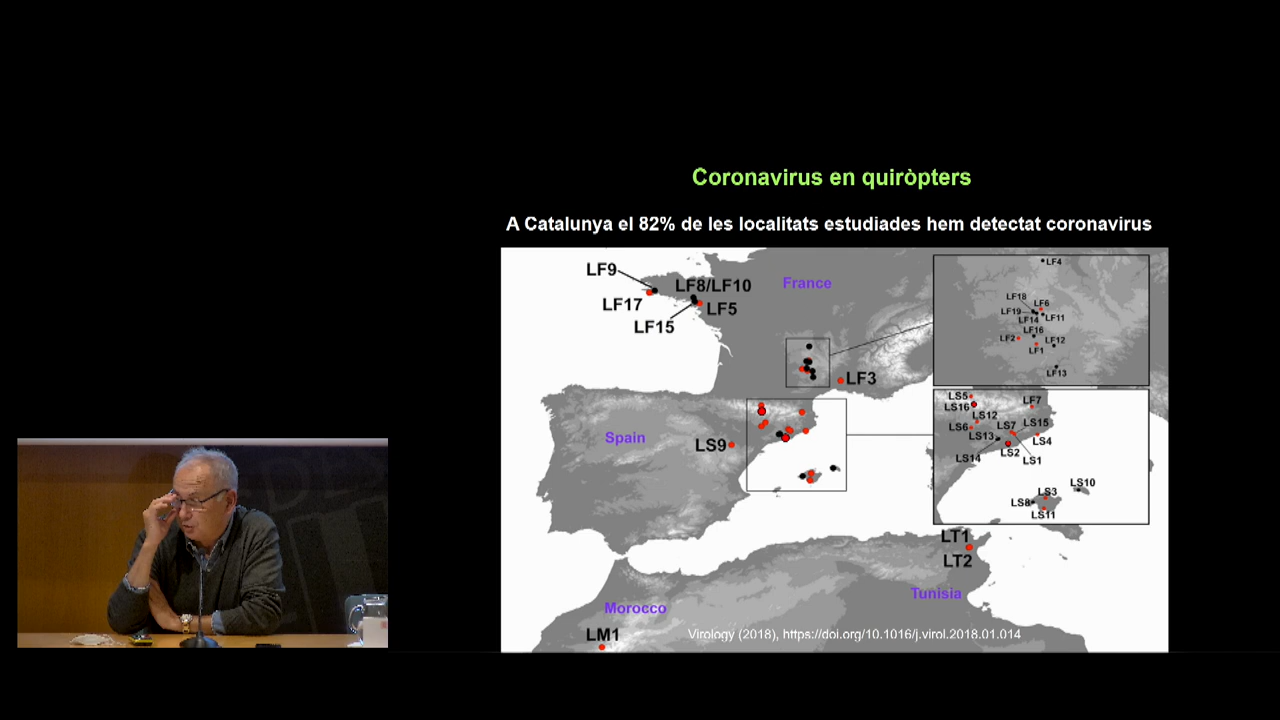 Coronavirus en quiròpters
A Catalunya el 82% de les localitats estudiades hem detectat coronavirus
LF9
LF8/LF10
France
LF17
LF5
LF15
LF3
Spain
LS9
LF4
LF18
LF6
LF19
LF11
LF14
LF16
LF2
LF12
LF1
LF13
LS5
LF7
LS16
LS12
LS15
LS6
LS7
LS13
LS4
LS2
LS14
LS1
LS10
LS3
LS8
LS11
LT1
LT2
Tunisia
Morocco
LM1
Virology (2018), https://doi.org/10.1016/j.virol.2018.01.014